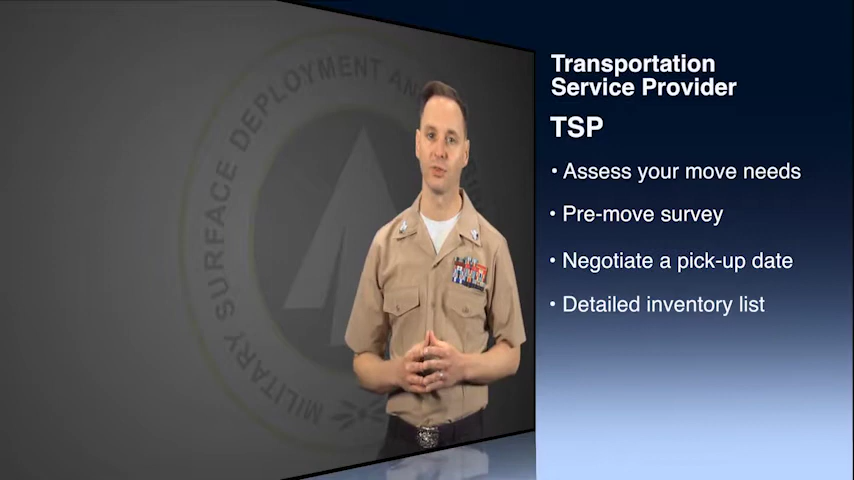 MILITARY SURFACE DEPLOYMENT AN
Transportation
Service Provider
TSP
• Assess your move needs
• Pre-move survey
• Negotiate a pick-up date
• Detailed inventory list